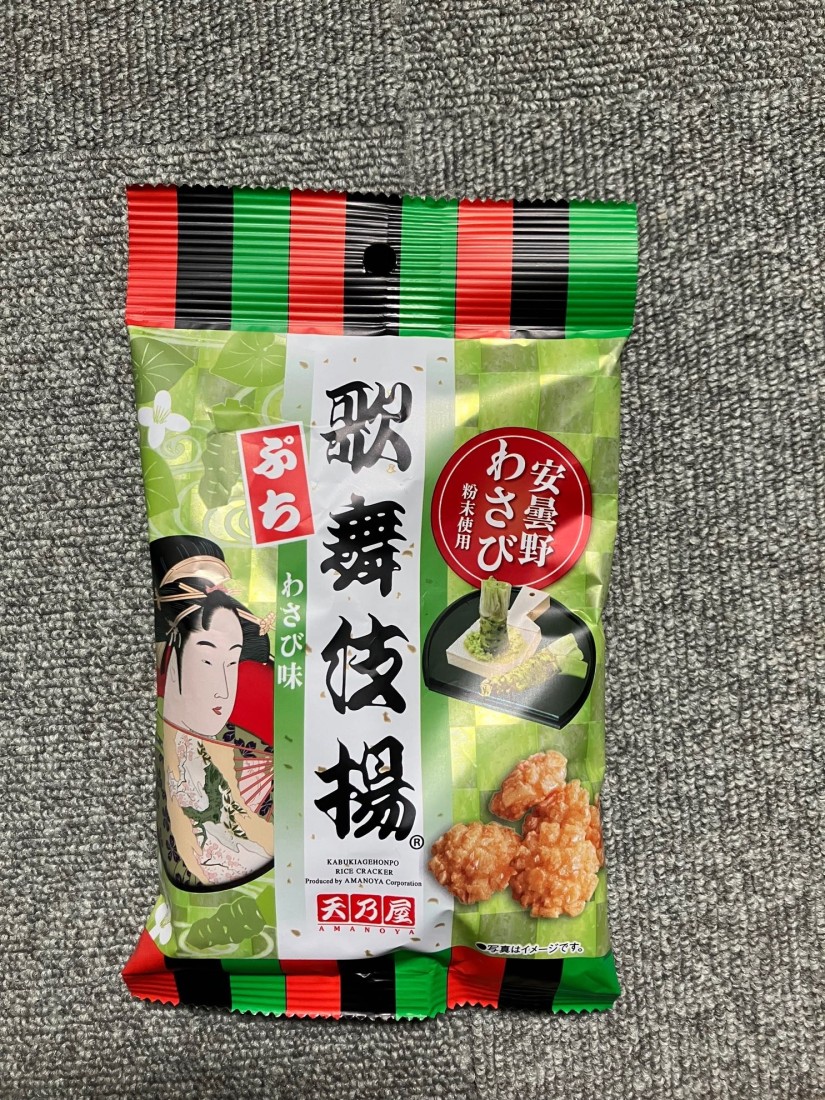 歌舞伎揚®
ぷち
わさび味
安曇野
わさび
粉末使用
KABUKIAGEHONPO
RICE CRACKER
Produced by AMANOYA Corporation
天乃屋
AMANOYA
●写真はイメージです。